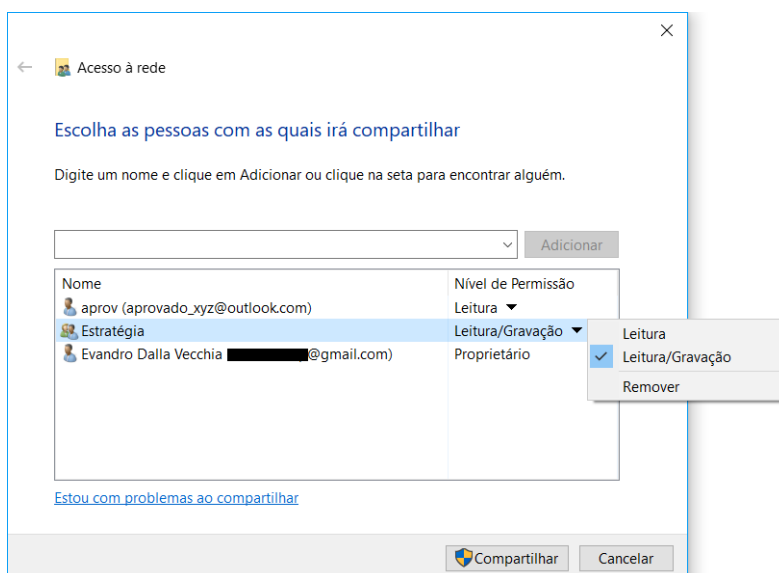 Acesso à rede
Escolha as pessoas com as quais irá compartilhar
Digite um nome e clique em Adicionar ou clique na seta para encontrar alguém.
Adicionar
Nome Nível de Permissão
aprov (aprovado_xyz@outlook.com) Leitura
Estratégia Leitura/Gravação
Evandro Dalla Vecchia @gmail.com) Proprietário
Leitura
Leitura/Gravação
Remover
Estou com problemas ao compartilhar
Compartilhar Cancelar